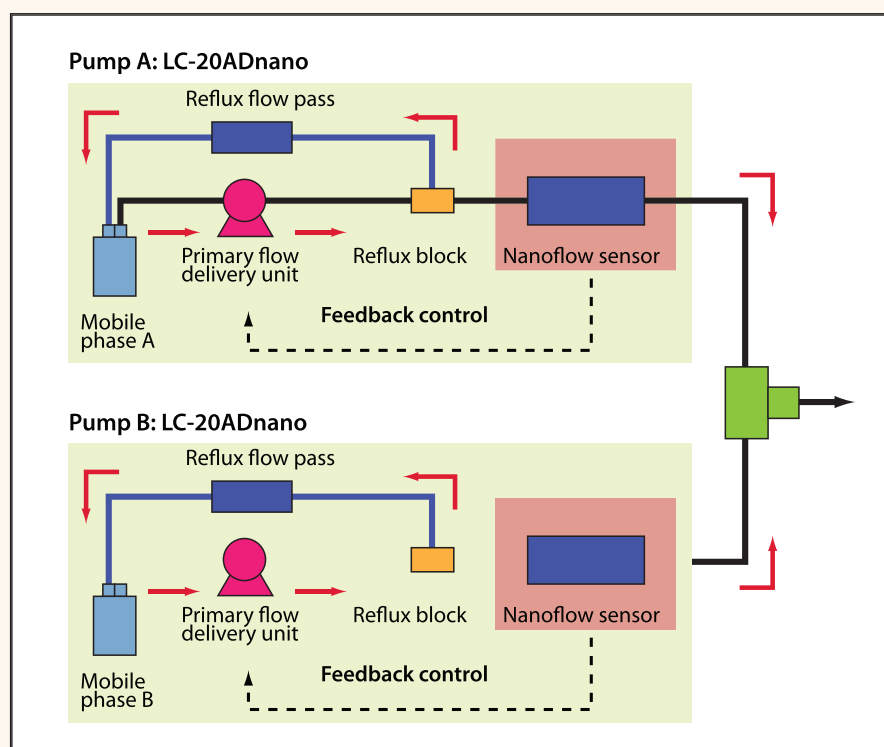 Pump A: LC-20ADnano
Reflux flow pass
Primary flow
delivery unit
Reflux block
Nanoflow sensor
Feedback control
Mobile
phase A
Pump B: LC-20ADnano
Reflux flow pass
Primary flow
delivery unit
Reflux block
Nanoflow sensor
Feedback control
Mobile
phase B